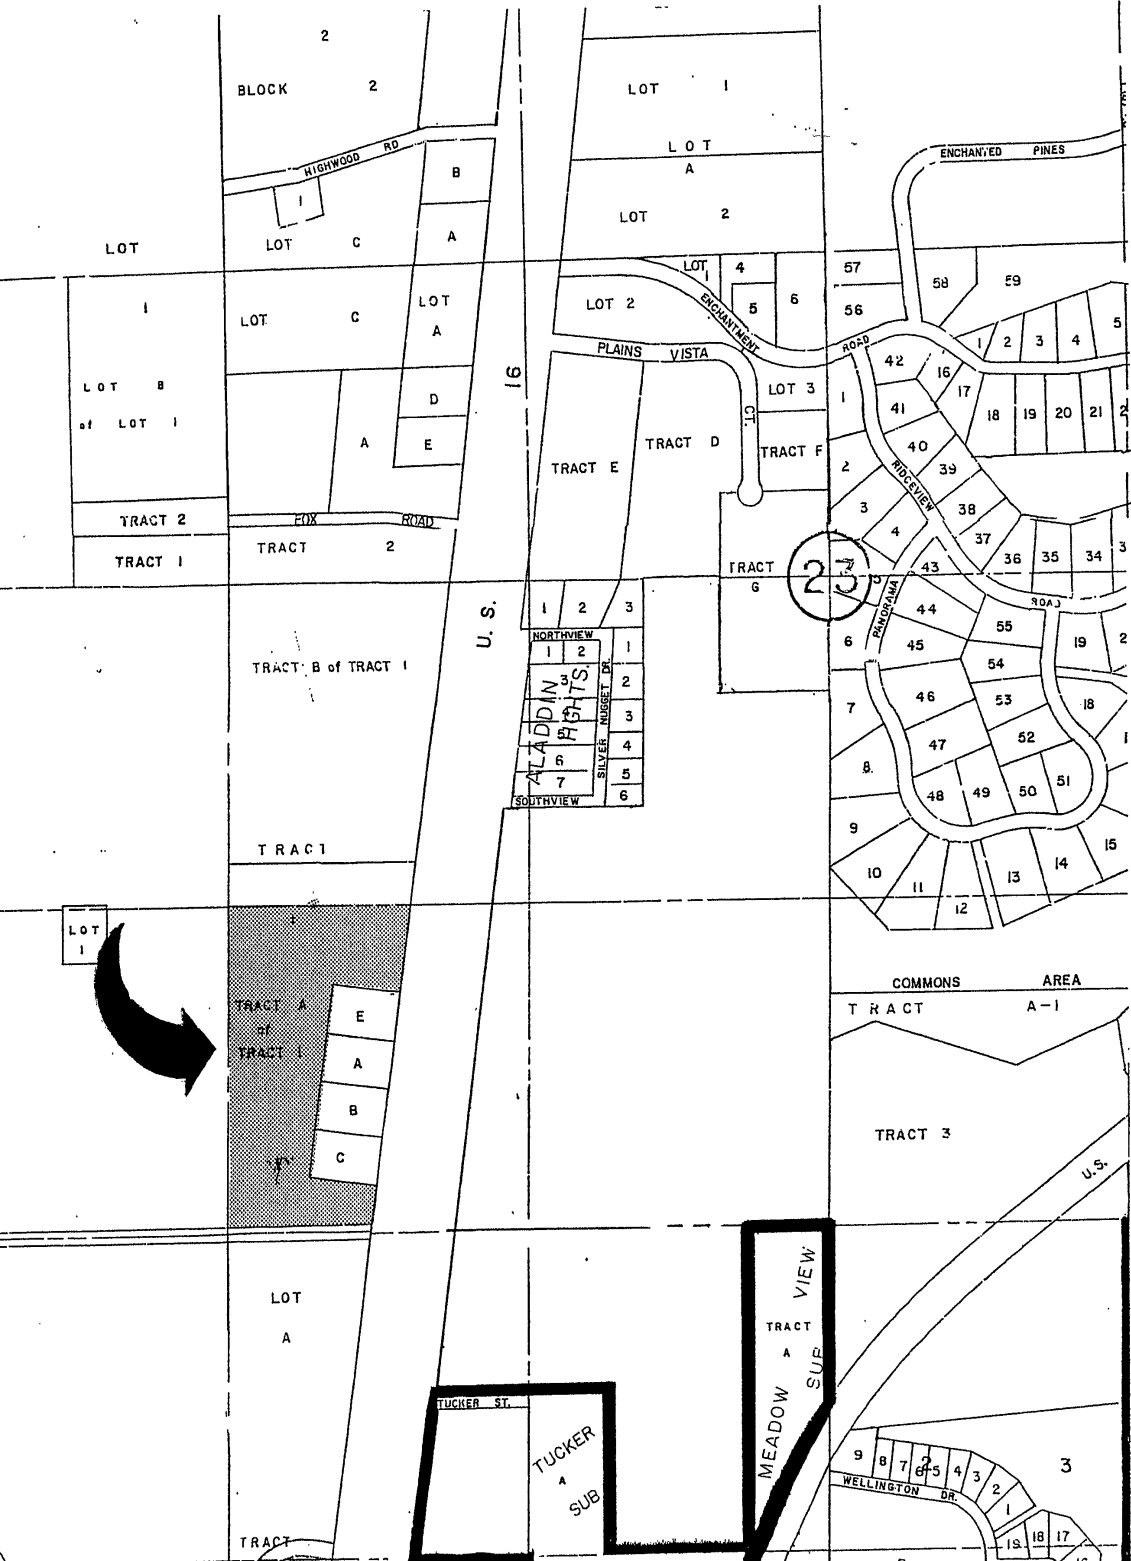 2
BLOCK 2
LOT 1
LOT
A
HIGHWOOD RD
B
ENCHANTED PINES
1
LOT C
A
LOT 2
LOT
LOT 1
4
5
6
57
58
59
56
1
LOT C
LOT
A
LOT 2
ENCHANTMENT ROAD
1 2 3 4 5
PLAINS VISTA CT.
42
16
17
LOT B
of LOT 1
16
D
LOT 3
1
41
18 19 20 21 2
A
E
TRACT E
TRACT D
TRACT F
40
2
39
RIDGEVIEW ROAD
TRACT 2
FOX ROAD
3
38
4
37
TRACT 1
TRACT 2
36 35 34 3
TRACT
G
23
43
PANORAMA
44
U. S.
1 2 3
NORTHVIEW
1 2
1
6
45
55
19 2
TRACT B of TRACT 1
3
2
54
4
3
7
46
53
18
5
4
47
52
1
6
5
8
51
7
6
48 49 50
ALADDIN
HGHTS.
SILVER NUGGET DR.
SOUTHVIEW
9
15
TRACT
10
11
12
13
14
LOT
1
TRACT A
of
TRACT 1
E
A
B
C
COMMONS AREA
TRACT A-1
TRACT 3
U.S.
LOT
A
MEADOW VIEW
SUB
TRACT
A
TUCKER ST.
TUCKER
A
SUB
9 8 7 6 5 4 3 2 1
2
3
WELLINGTON DR.
19 18 17
TRACT